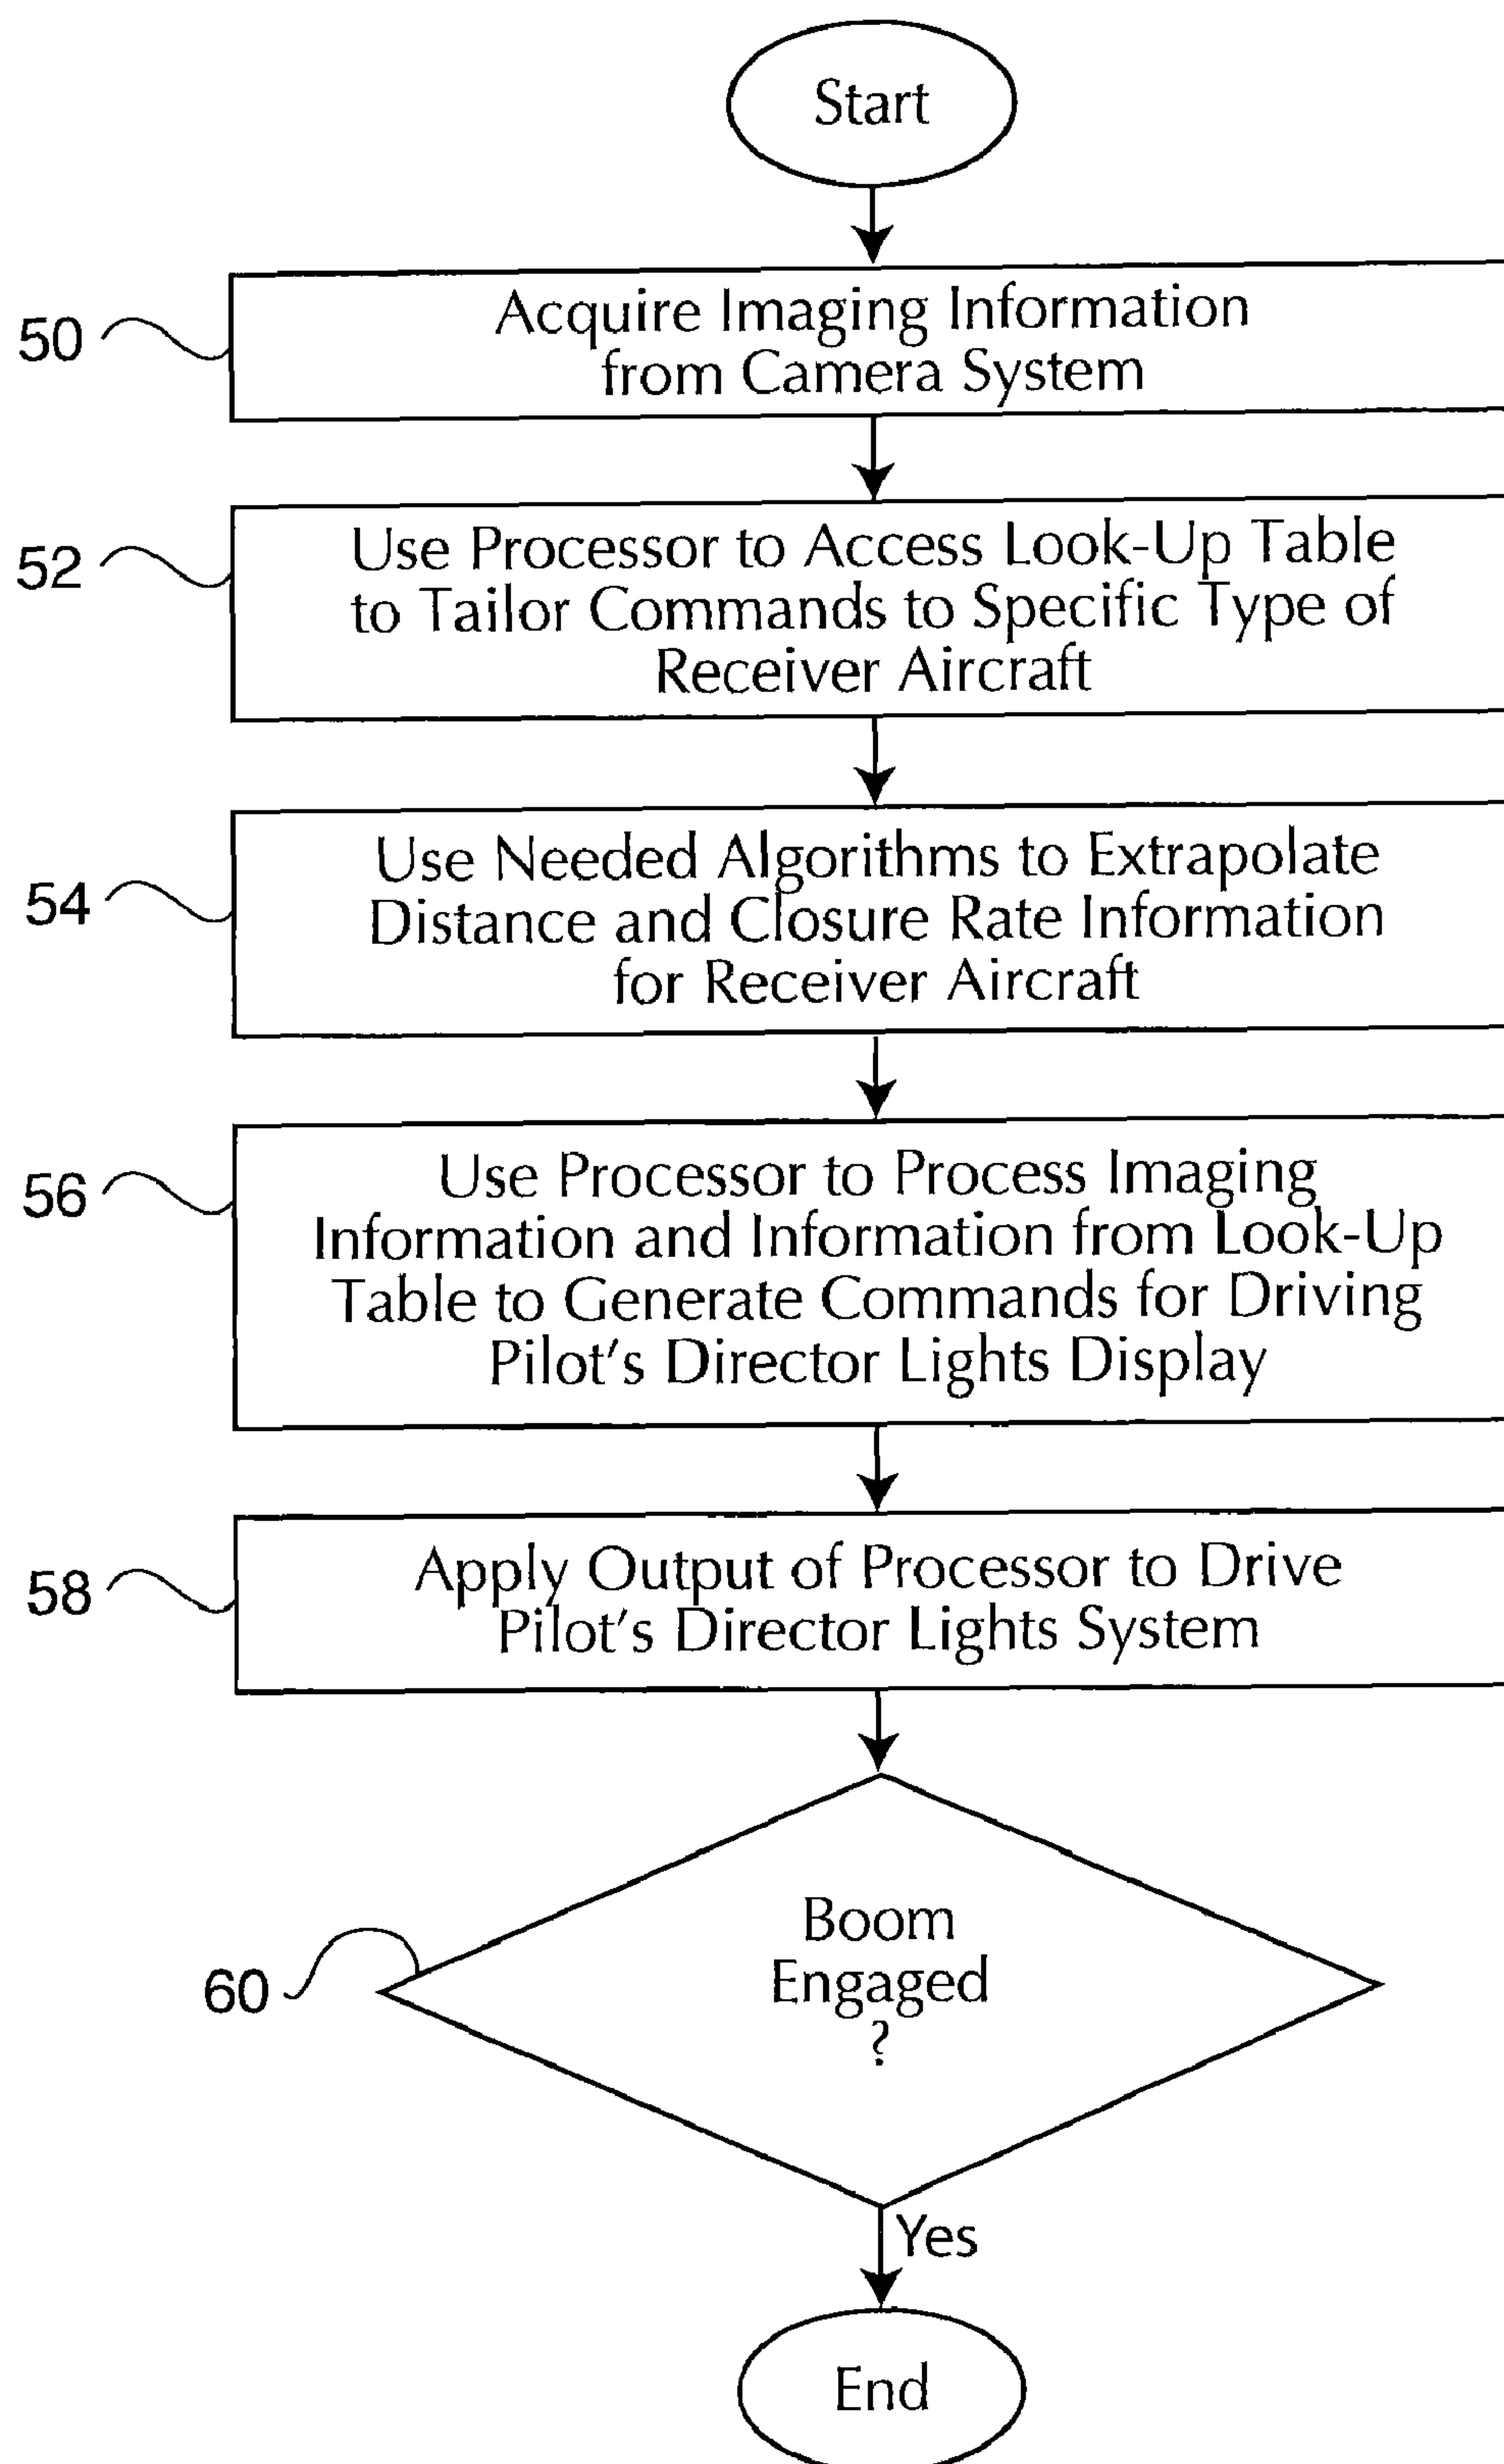 Start
50
Acquire Imaging Information
from Camera System
52
Use Processor to Access Look-Up Table
to Tailor Commands to Specific Type of
Receiver Aircraft
54
Use Needed Algorithms to Extrapolate
Distance and Closure Rate Information
for Receiver Aircraft
56
Use Processor to Process Imaging
Information and Information from Look-Up
Table to Generate Commands for Driving
Pilot's Director Lights Display
58
Apply Output of Processor to Drive
Pilot's Director Lights System
60
Boom
Engaged
?
Yes
End